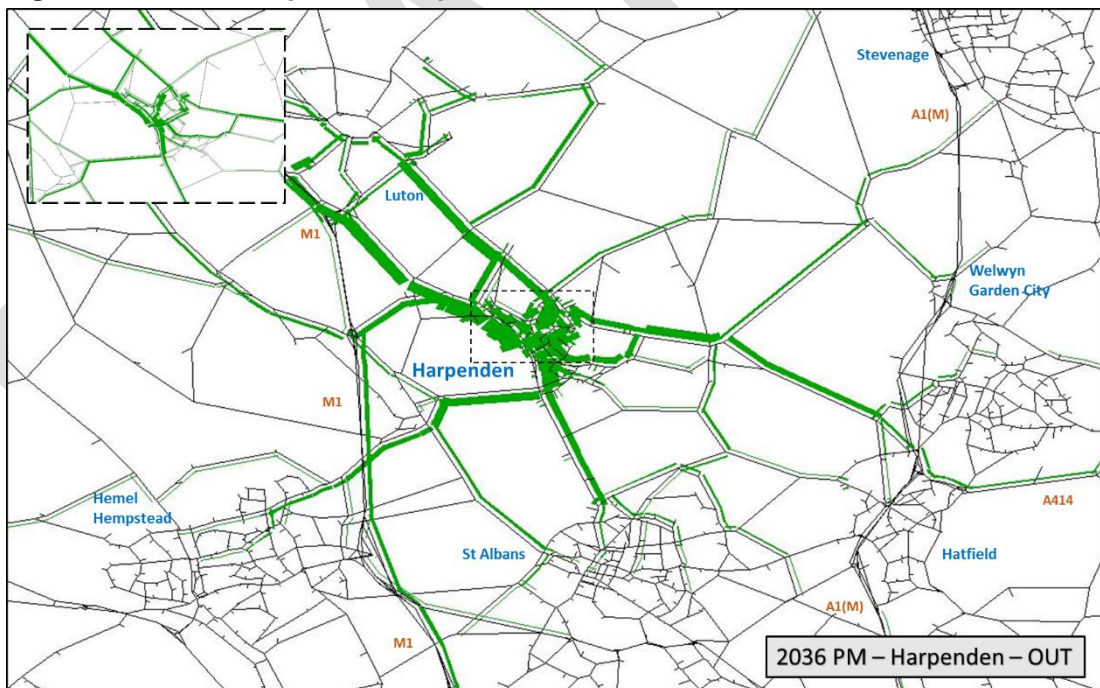 Stevenage
A1(M)
Luton
M1
Welwyn
Garden City
Harpenden
M1
Hemel
Hempstead
A414
St Albans
Hatfield
A1(M)
M1
2036 PM – Harpenden – OUT